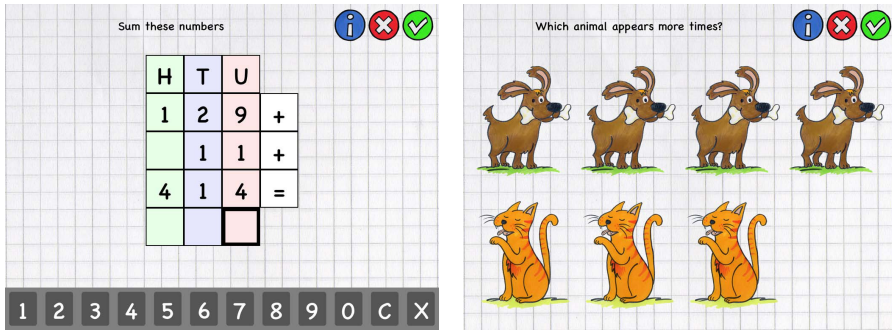 Sum these numbers
i
H T U
1 2 9 +
1 1 +
4 1 4 =
1 2 3 4 5 6 7 8 9 0 C X
Which animal appears more times?
i